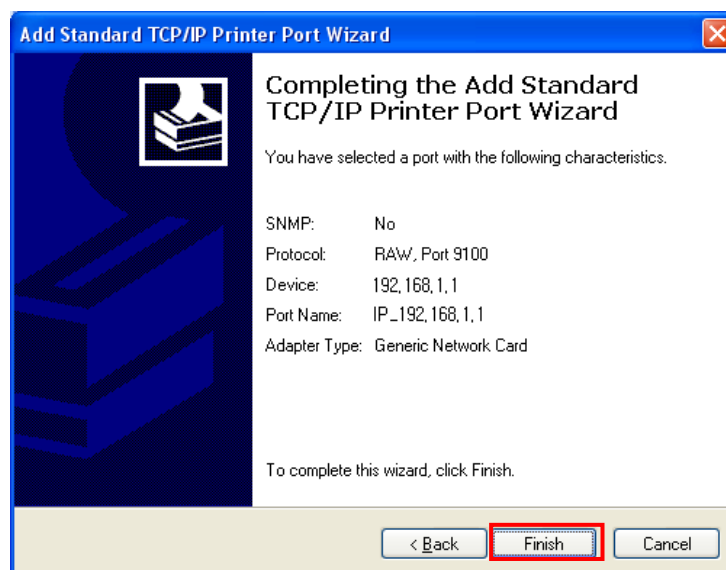 Add Standard TCP/IP Printer Port Wizard
Completing the Add Standard
TCP/IP Printer Port Wizard
You have selected a port with the following characteristics.
SNMP: No
Protocol: RAW, Port 9100
Device: 192,168,1,1
Port Name: IP_192,168,1,1
Adapter Type: Generic Network Card
To complete this wizard, click Finish.
< Back Finish Cancel